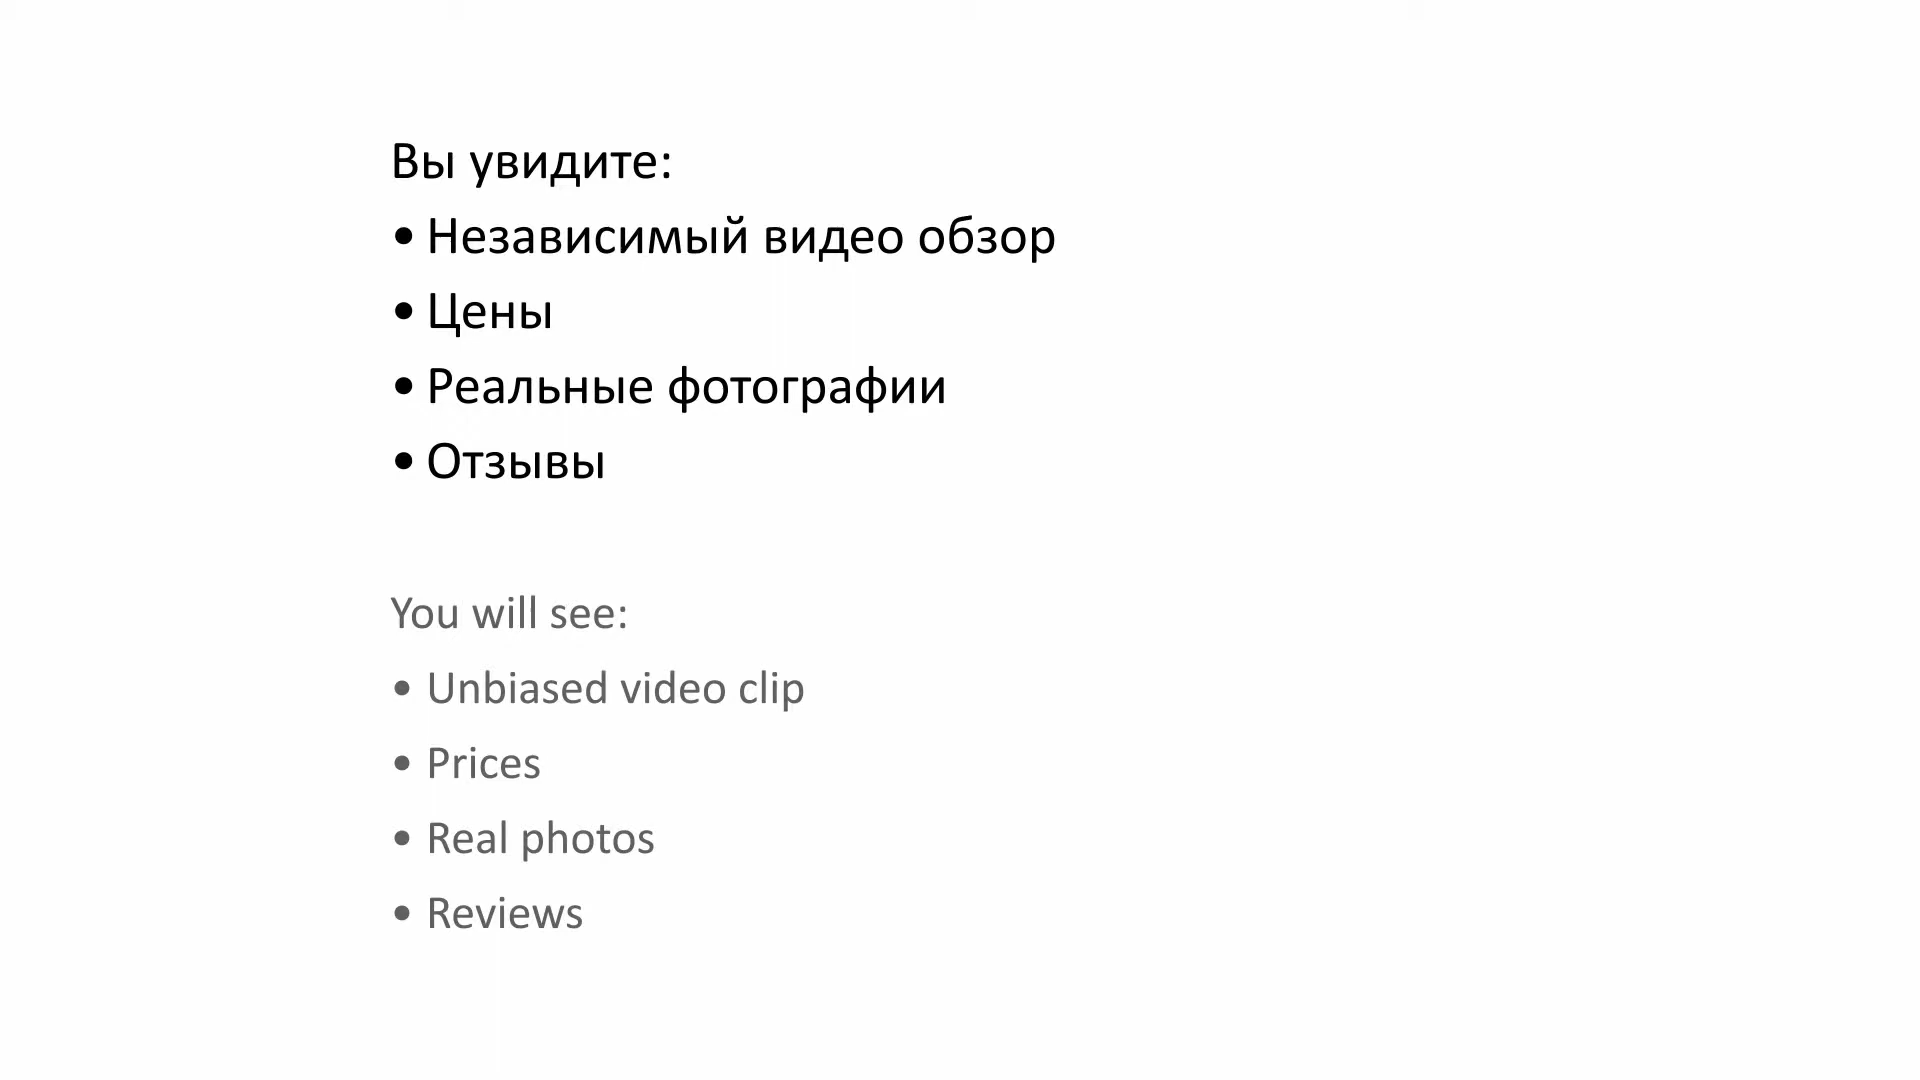 Вы увидите:
• Независимый видео обзор
• Цены
• Реальные фотографии
• Отзывы
You will see:
• Unbiased video clip
• Prices
• Real photos
• Reviews